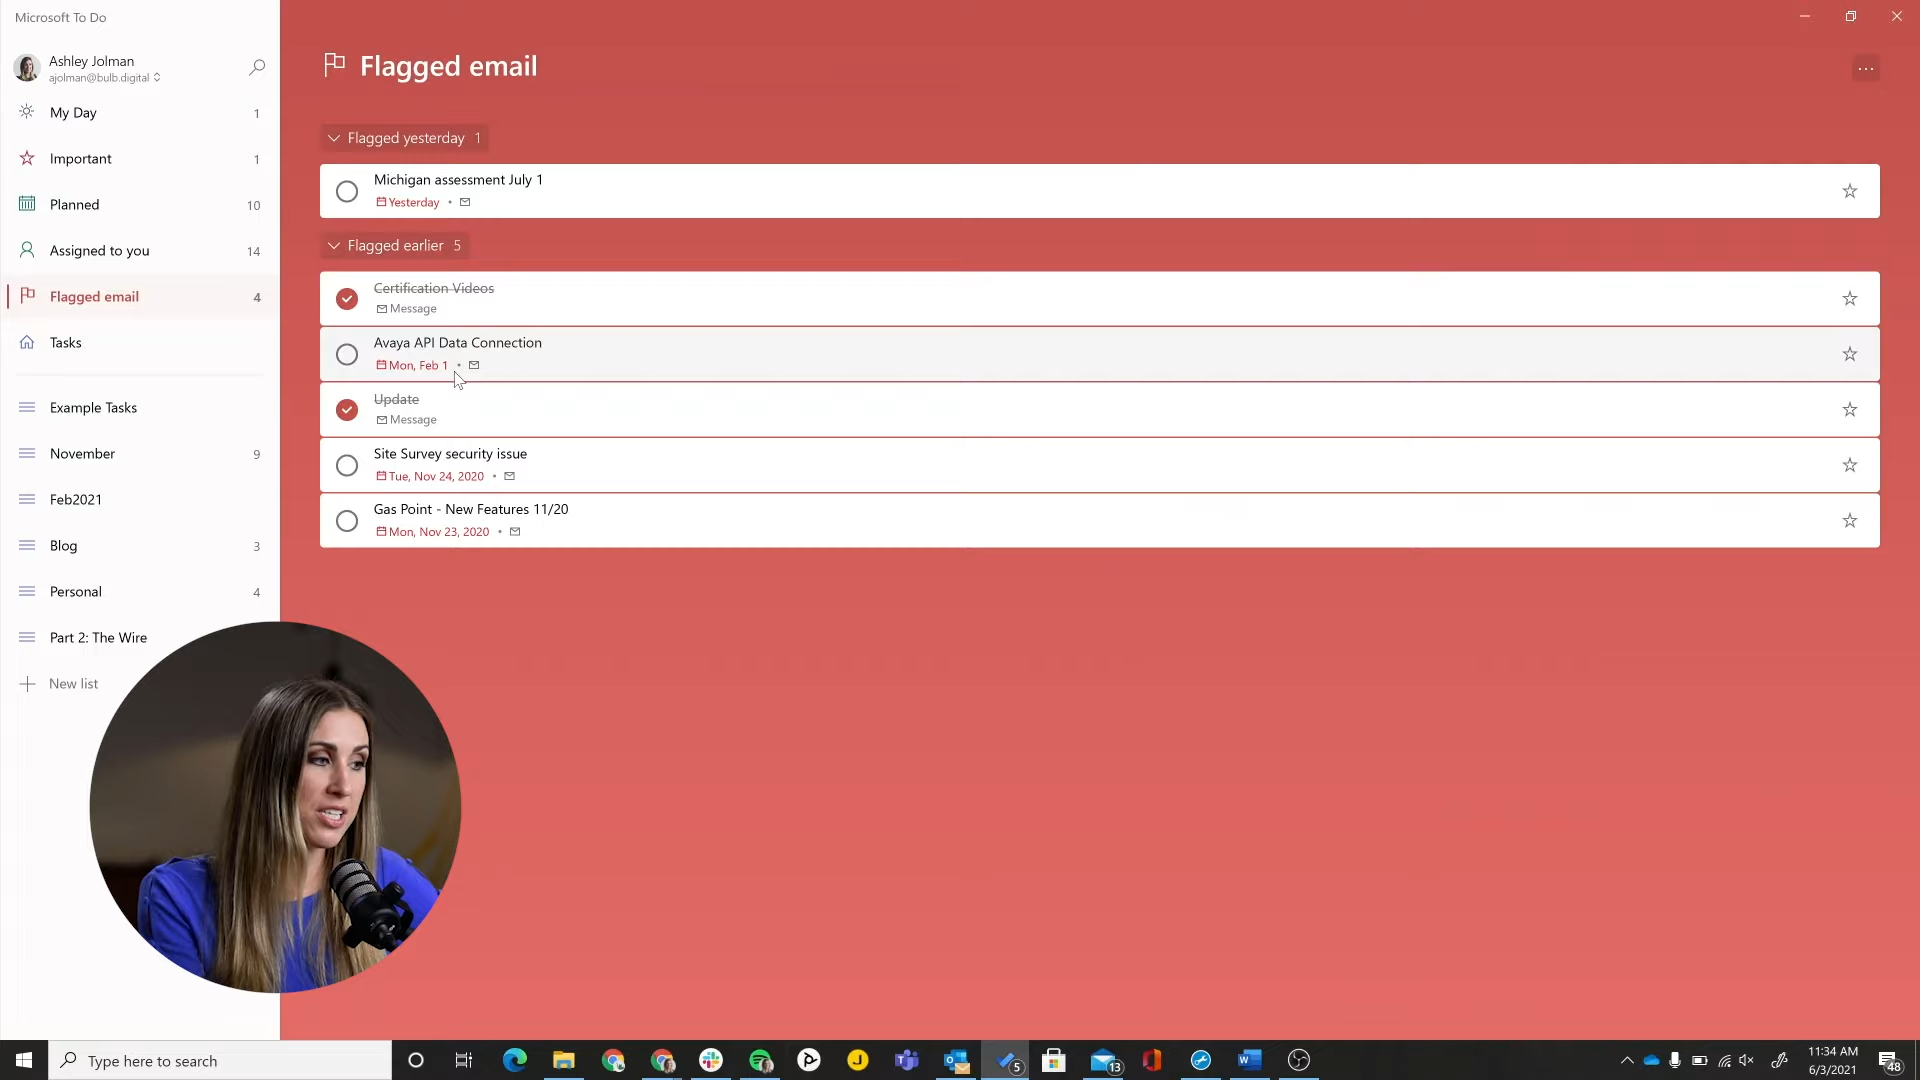 Microsoft To Do
Ashley Jolman
ajolman@bulb.digital
My Day 1
Important 1
Planned 10
Assigned to you 14
Flagged email 4
Tasks
Example Tasks
November 9
Feb2021
Blog 3
Personal 4
Part 2: The Wire
New list
Flagged email
...
Flagged yesterday 1
Michigan assessment July 1
Yesterday •
Flagged earlier 5
Certification Videos
Message
Avaya API Data Connection
Mon, Feb 1 •
Update
Message
Site Survey security issue
Tue, Nov 24, 2020 •
Gas Point - New Features 11/20
Mon, Nov 23, 2020 •
Type here to search
J
T
O
5
13
W
11:34 AM
6/3/2021
48